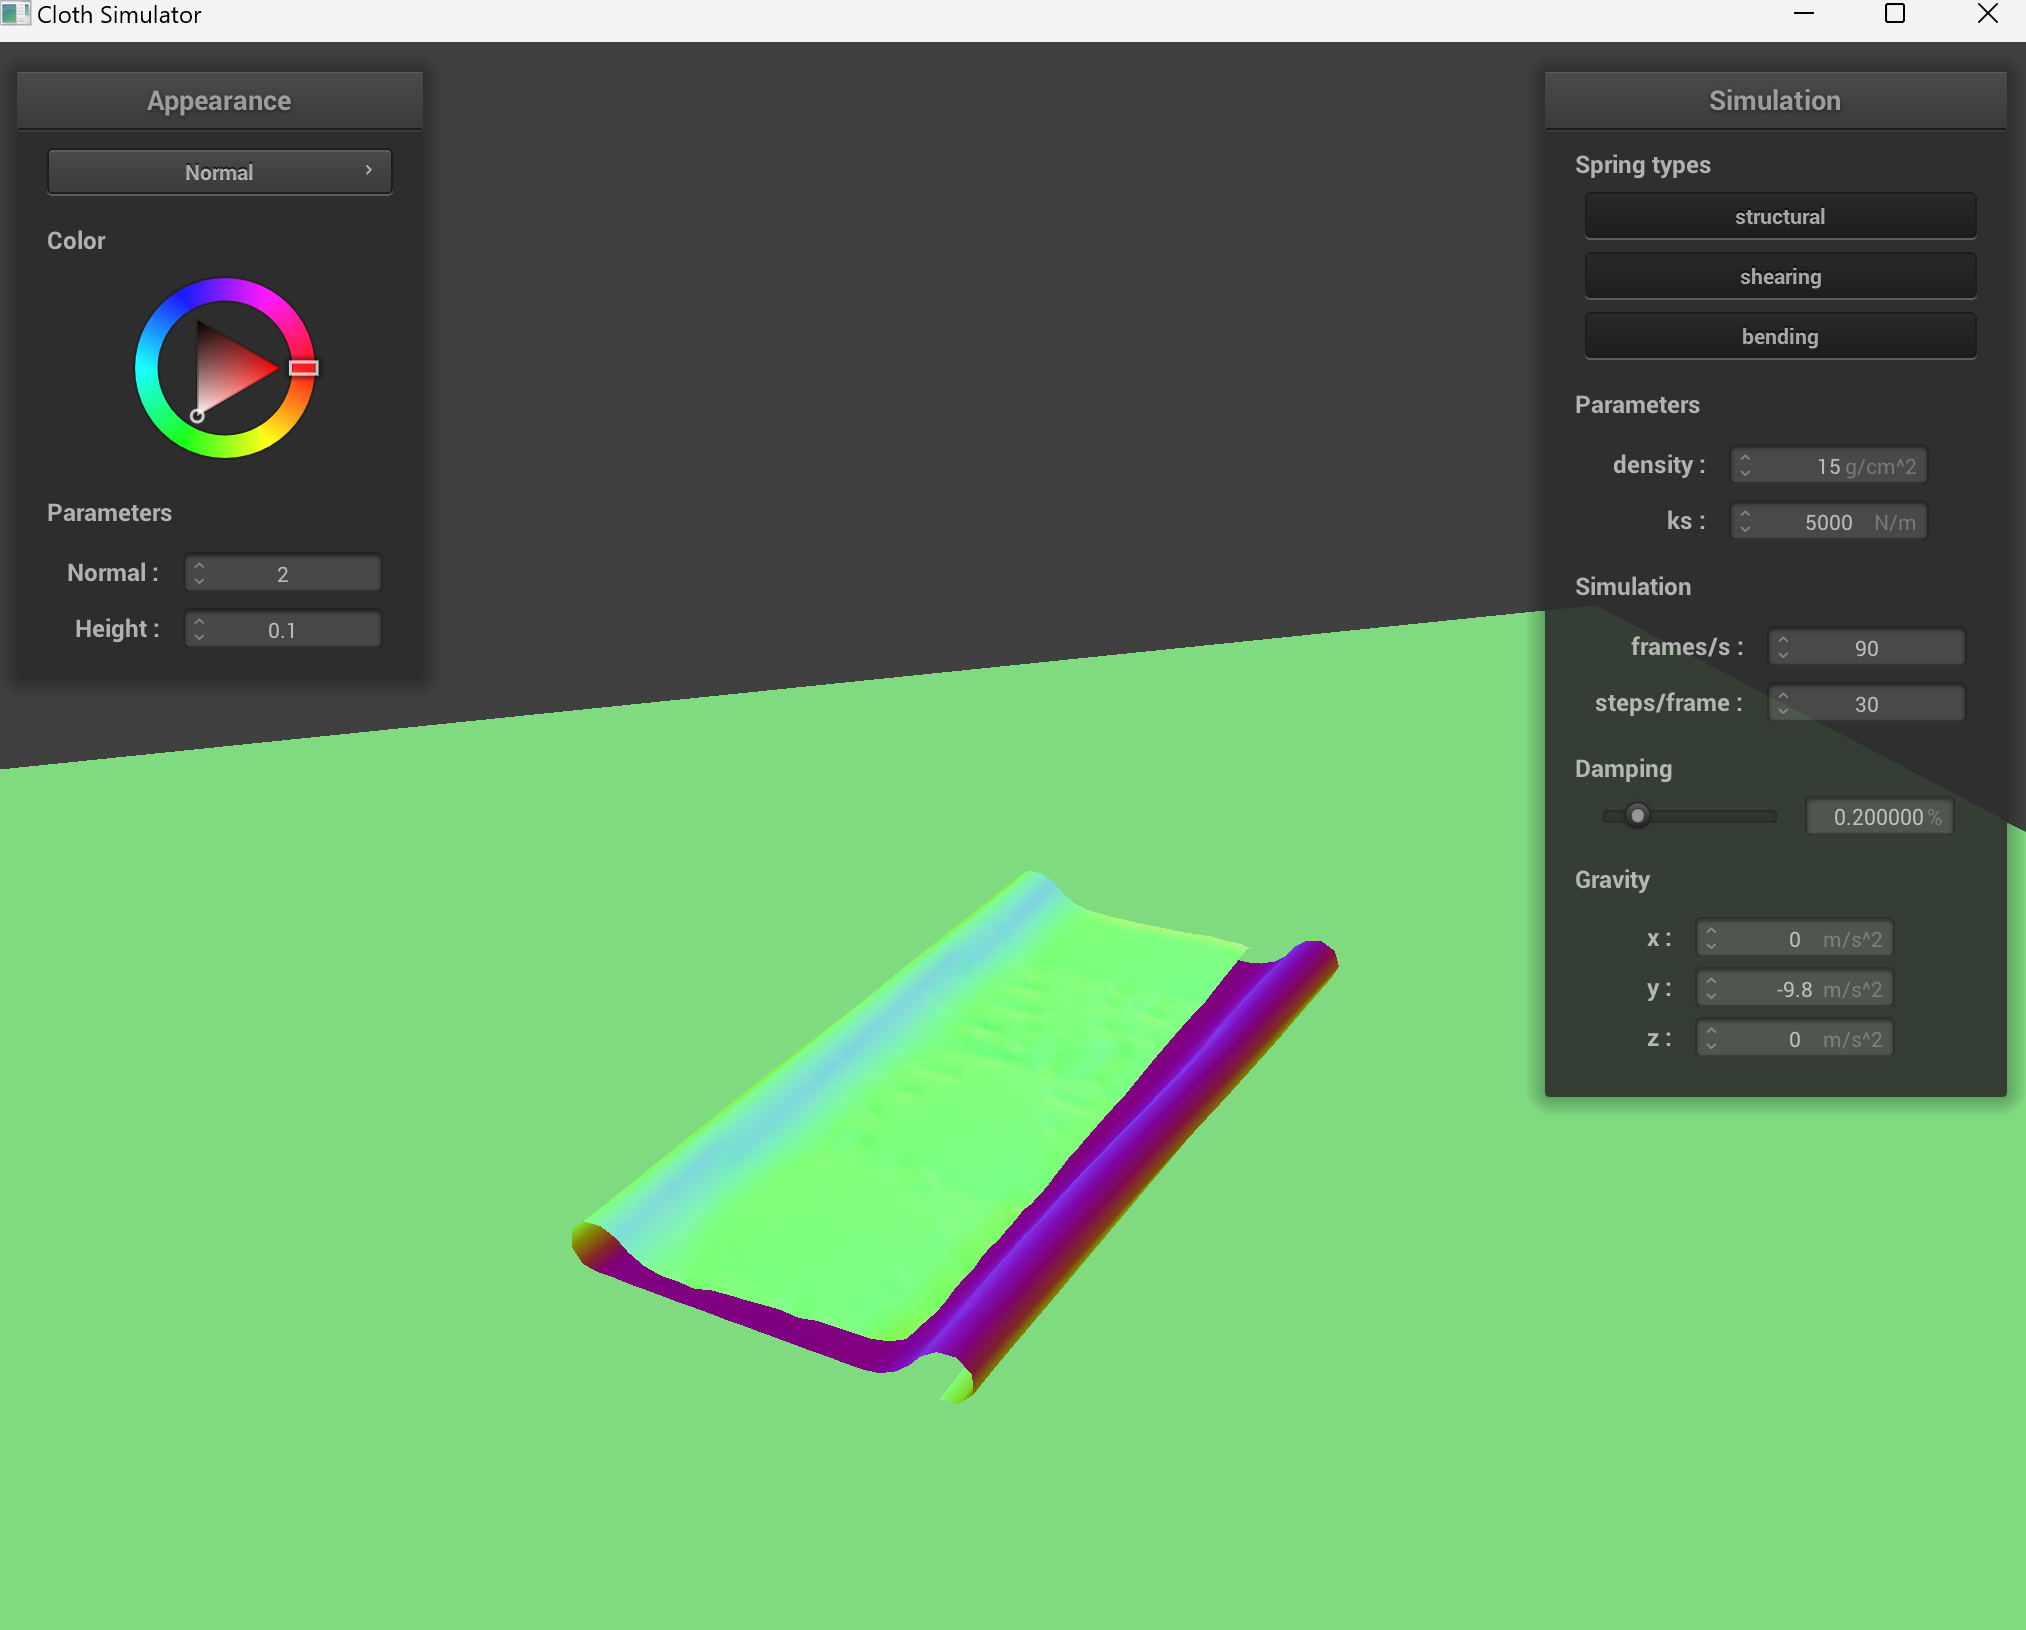 Cloth Simulator
Appearance
Normal
Color
Parameters
Normal :
2
Height :
0.1
Simulation
Spring types
structural
shearing
bending
Parameters
density :
15 g/cm^2
ks :
5000 N/m
Simulation
frames/s :
90
steps/frame :
30
Damping
0.200000 %
Gravity
x :
0 m/s^2
y :
-9.8 m/s^2
z :
0 m/s^2